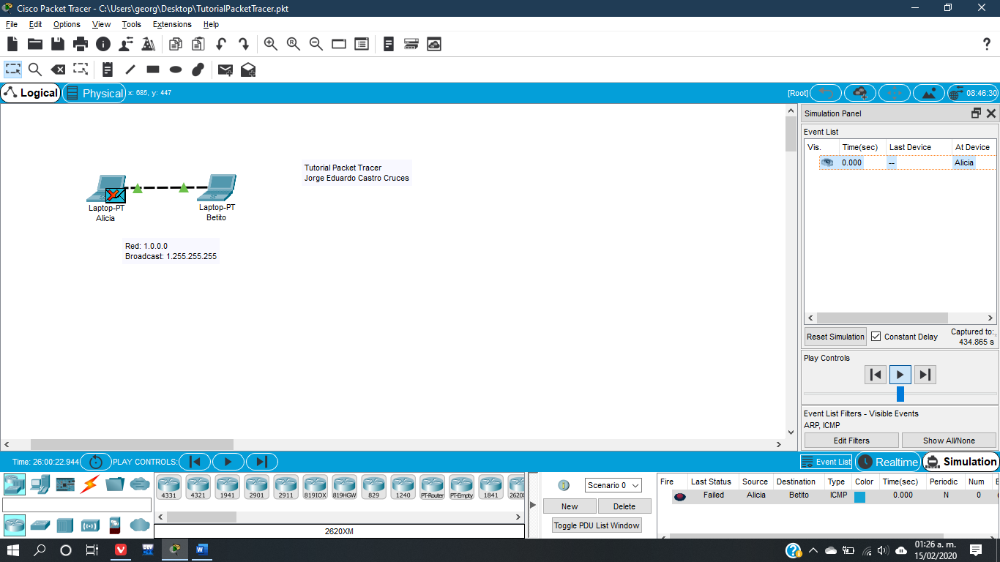 Cisco Packet Tracer - C:\Users\georg\Desktop\TutorialPacketTracer.pkt
File Edit Options View Tools Extensions Help
?
Logical Physical x: 685, y: 447 [Root] 08:46:30
Simulation Panel
Event List
Vis. Time(sec) Last Device At Device
0.000 -- Alicia
Tutorial Packet Tracer
Jorge Eduardo Castro Cruces
Laptop-PT
Alicia
Laptop-PT
Betito
Red: 1.0.0.0
Broadcast: 1.255.255.255
Reset Simulation Constant Delay Captured to:
434.865 s
Play Controls
Event List Filters - Visible Events
ARP, ICMP
Edit Filters Show All/None
Time: 26:00:22.944 PLAY CONTROLS: Event List Realtime Simulation
4331 4321 1941 2901 2911 819IOX 819HGW 829 1240 PT-Router PT-Empty 1841 2620X
2620XM
Scenario 0
New Delete
Toggle PDU List Window
Fire Last Status Source Destination Type Color Time(sec) Periodic Num
Failed Alicia Betito ICMP 0.000 N 0
DEV
01:26 a. m.
15/02/2020